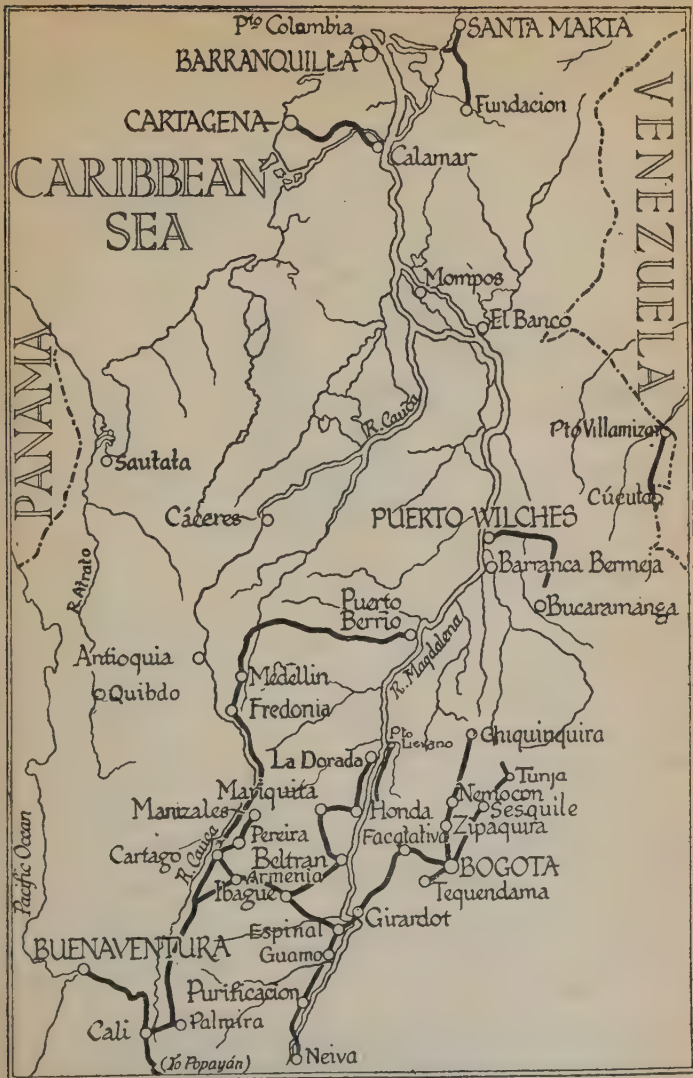 Pto Colombia
SANTA MARTA
BARRANQUILLA
Fundacion
CARTAGENA
Calamar
CARIBBEAN
SEA
VENEZUELA
Mompos
El Banco
PANAMA
R. Cauca
Pto Villamizar
Sautata
Cúcuta
Cáceres
PUERTO WILCHES
R. Atrato
Barranca Bermeja
Puerto
Berrio
Bucaramanga
Antioquia
Medellin
R. Magdalena
Quibdo
Fredonia
Pto
Lievano
Chiquinquira
La Dorada
Tunja
Mariquita
Nemocon
Manizales
Honda
Sesquile
Pereira
Facatativa
Zipaquira
Cartago
R. Cauca
Beltran
BOGOTA
Armenia
Ibague
Tequendama
Pacific Ocean
Girardot
Espinal
BUENAVENTURA
Guamo
Purificacion
Palmira
Cali
(To Popayán)
Neiva